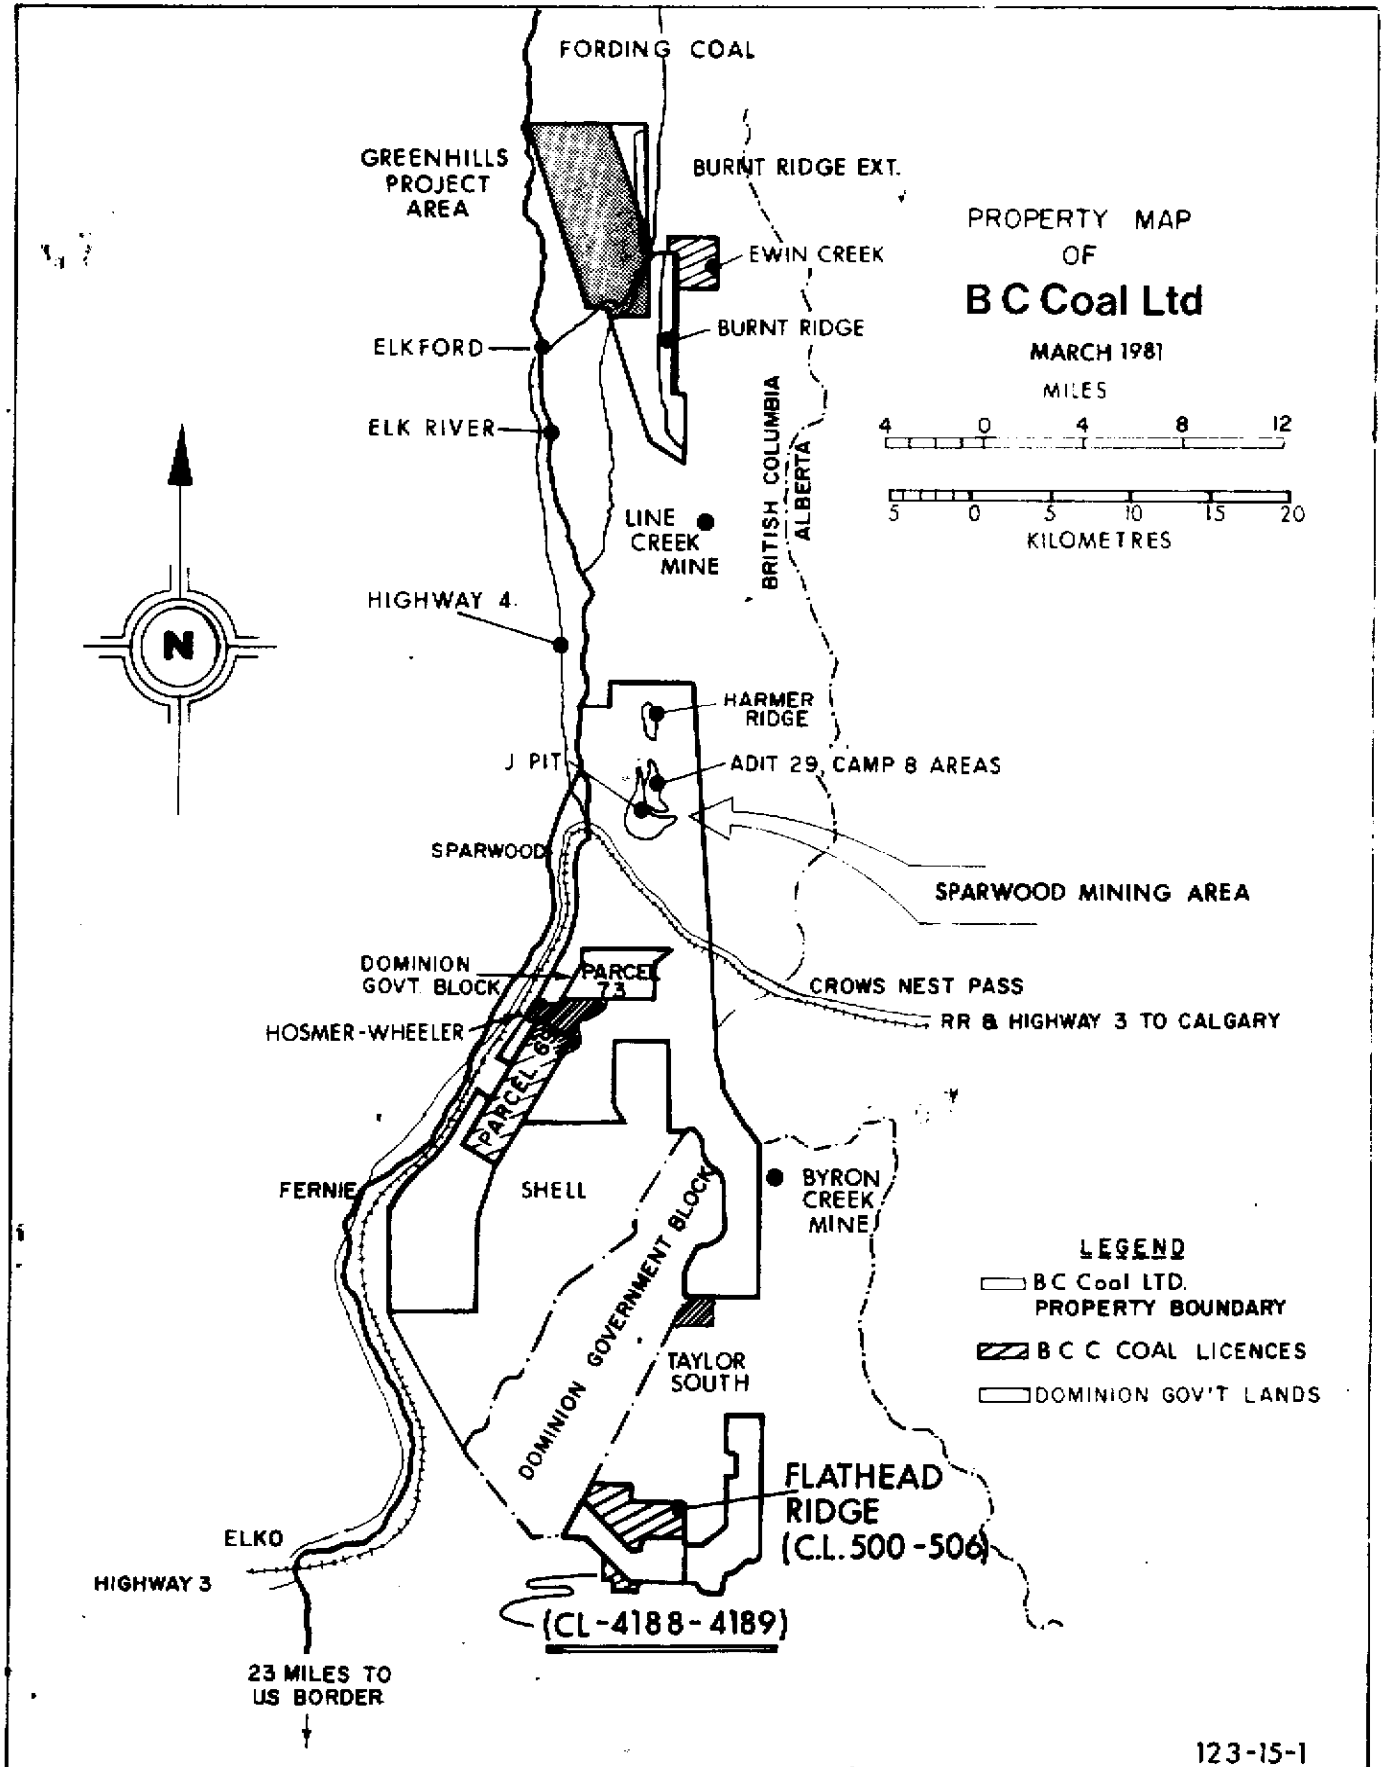 FORDING COAL
GREENHILLS
PROJECT
AREA
BURNT RIDGE EXT.
PROPERTY MAP
OF
B C Coal Ltd
MARCH 1981
MILES
4 0 4 8 12
5 0 5 10 15 20
KILOMETRES
EWIN CREEK
BURNT RIDGE
ELKFORD
ELK RIVER
BRITISH COLUMBIA
ALBERTA
LINE
CREEK
MINE
HIGHWAY 4.
N
HARMER
RIDGE
J PIT
ADIT 29, CAMP 8 AREAS
SPARWOOD
SPARWOOD MINING AREA
DOMINION
GOVT. BLOCK
PARCEL
73
CROWS NEST PASS
HOSMER-WHEELER
RR & HIGHWAY 3 TO CALGARY
PARCEL
FERNIE
SHELL
DOMINION GOVERNMENT BLOCK
BYRON
CREEK
MINE
LEGEND
B C Coal LTD.
PROPERTY BOUNDARY
B C C COAL LICENCES
DOMINION GOV'T LANDS
TAYLOR
SOUTH
FLATHEAD
RIDGE
(C.L. 500-506)
ELKO
HIGHWAY 3
(CL-4188-4189)
23 MILES TO
US BORDER
123-15-1